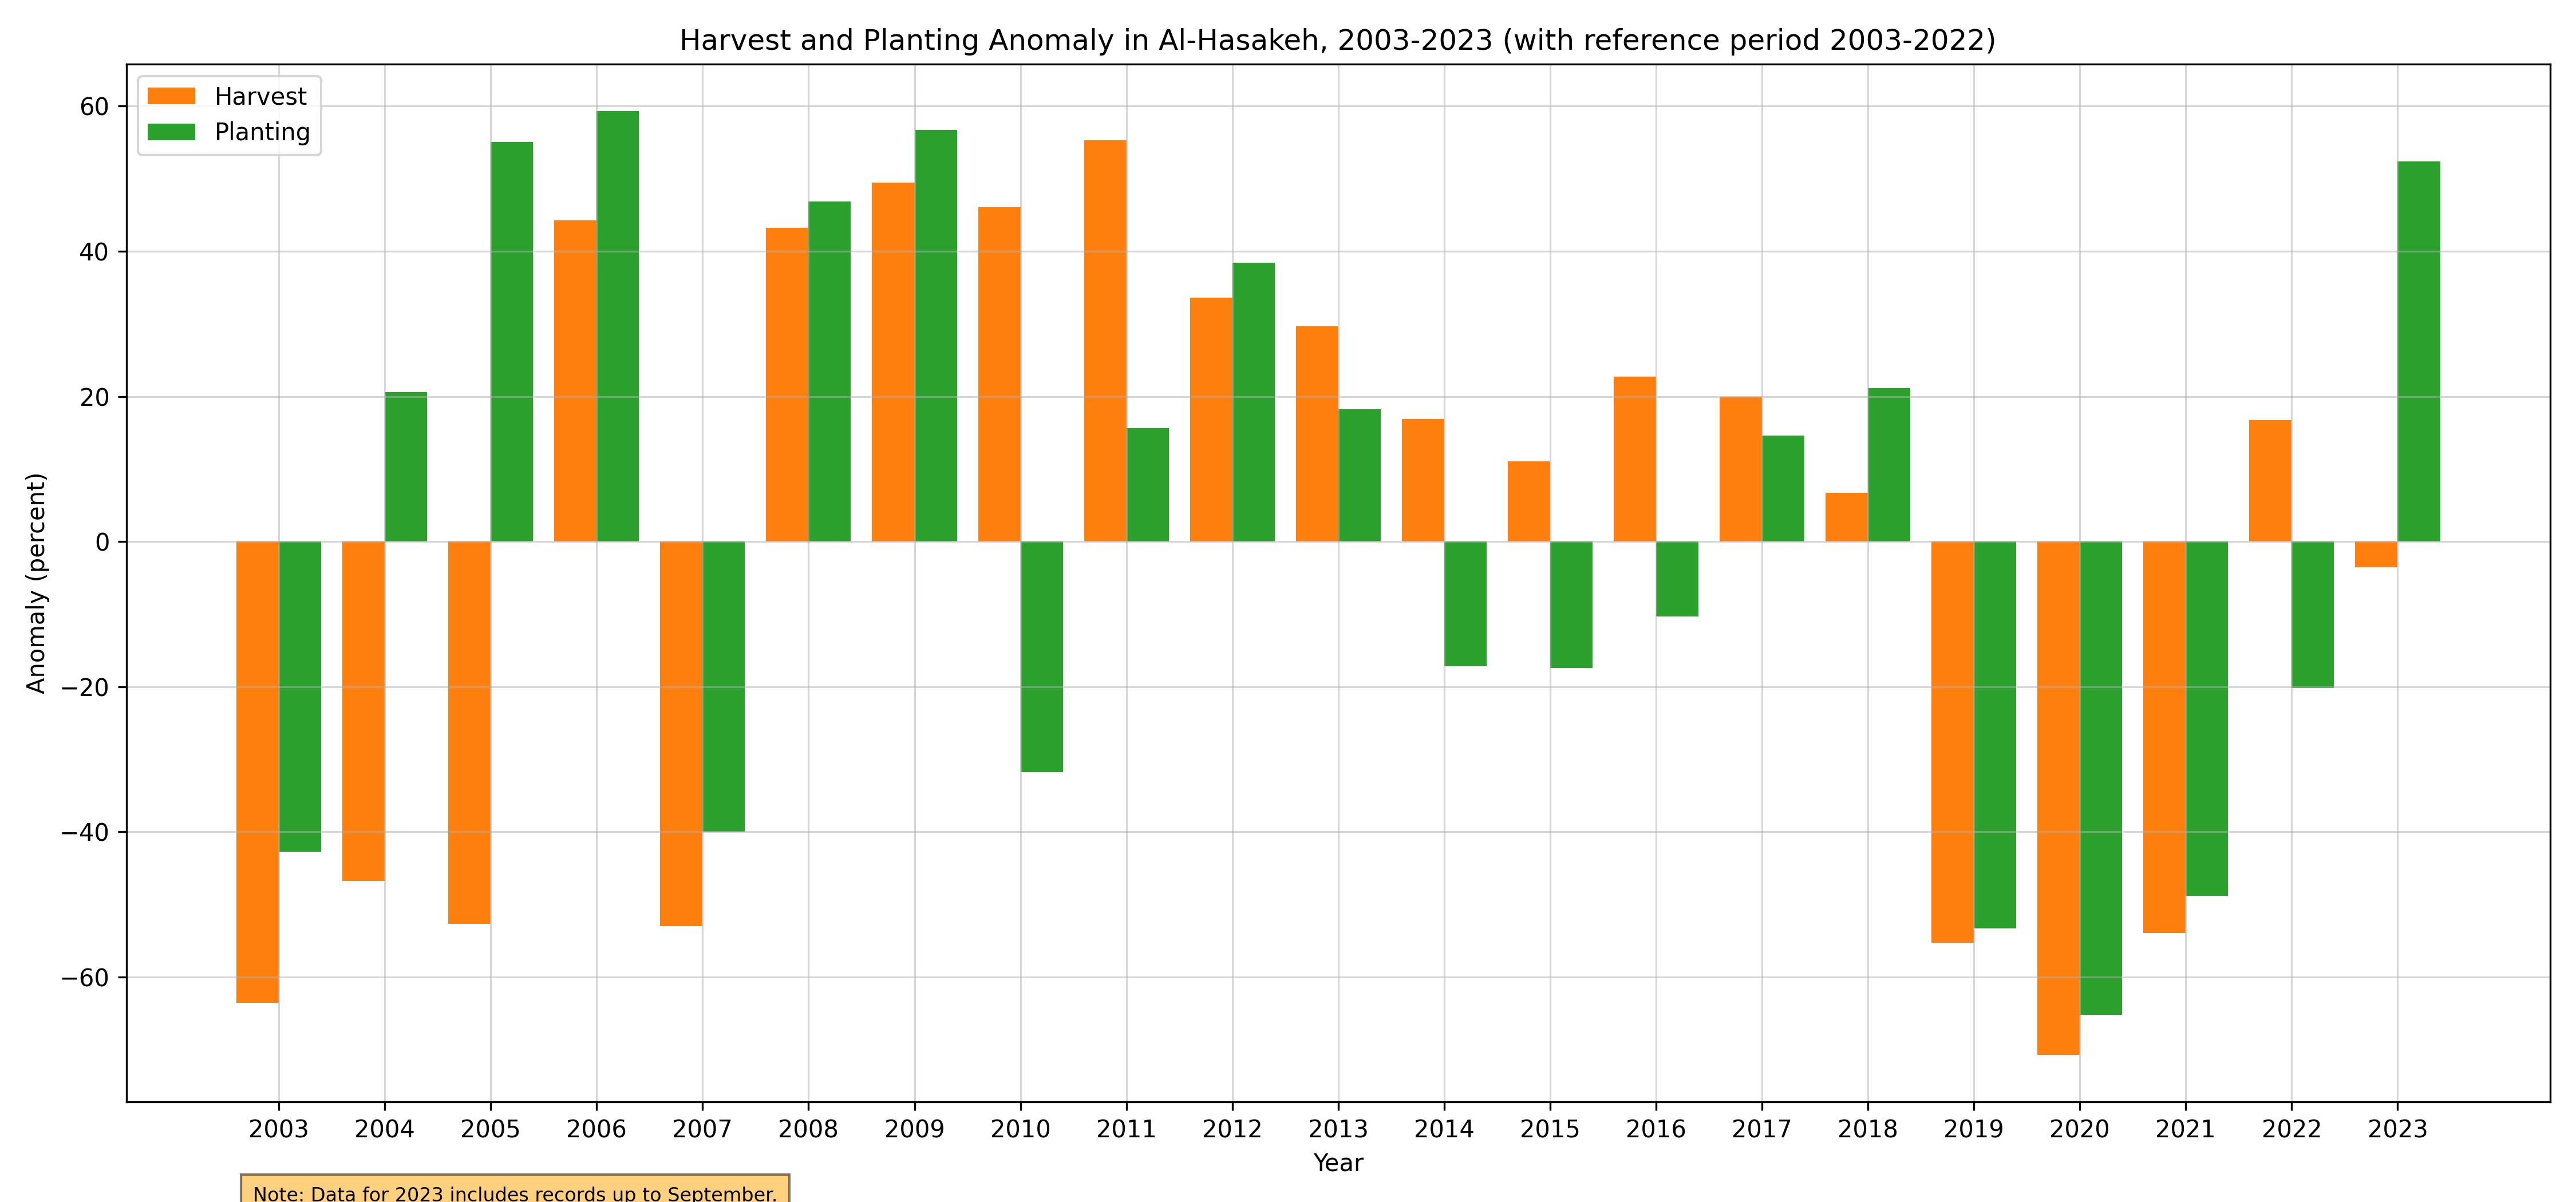 Harvest and Planting Anomaly in Al-Hasakeh, 2003-2023 (with reference period 2003-2022)
Harvest
Planting
60
40
20
0
−20
−40
−60
Anomaly (percent)
2003 2004 2005 2006 2007 2008 2009 2010 2011 2012 2013 2014 2015 2016 2017 2018 2019 2020 2021 2022 2023
Year
Note: Data for 2023 includes records up to September.